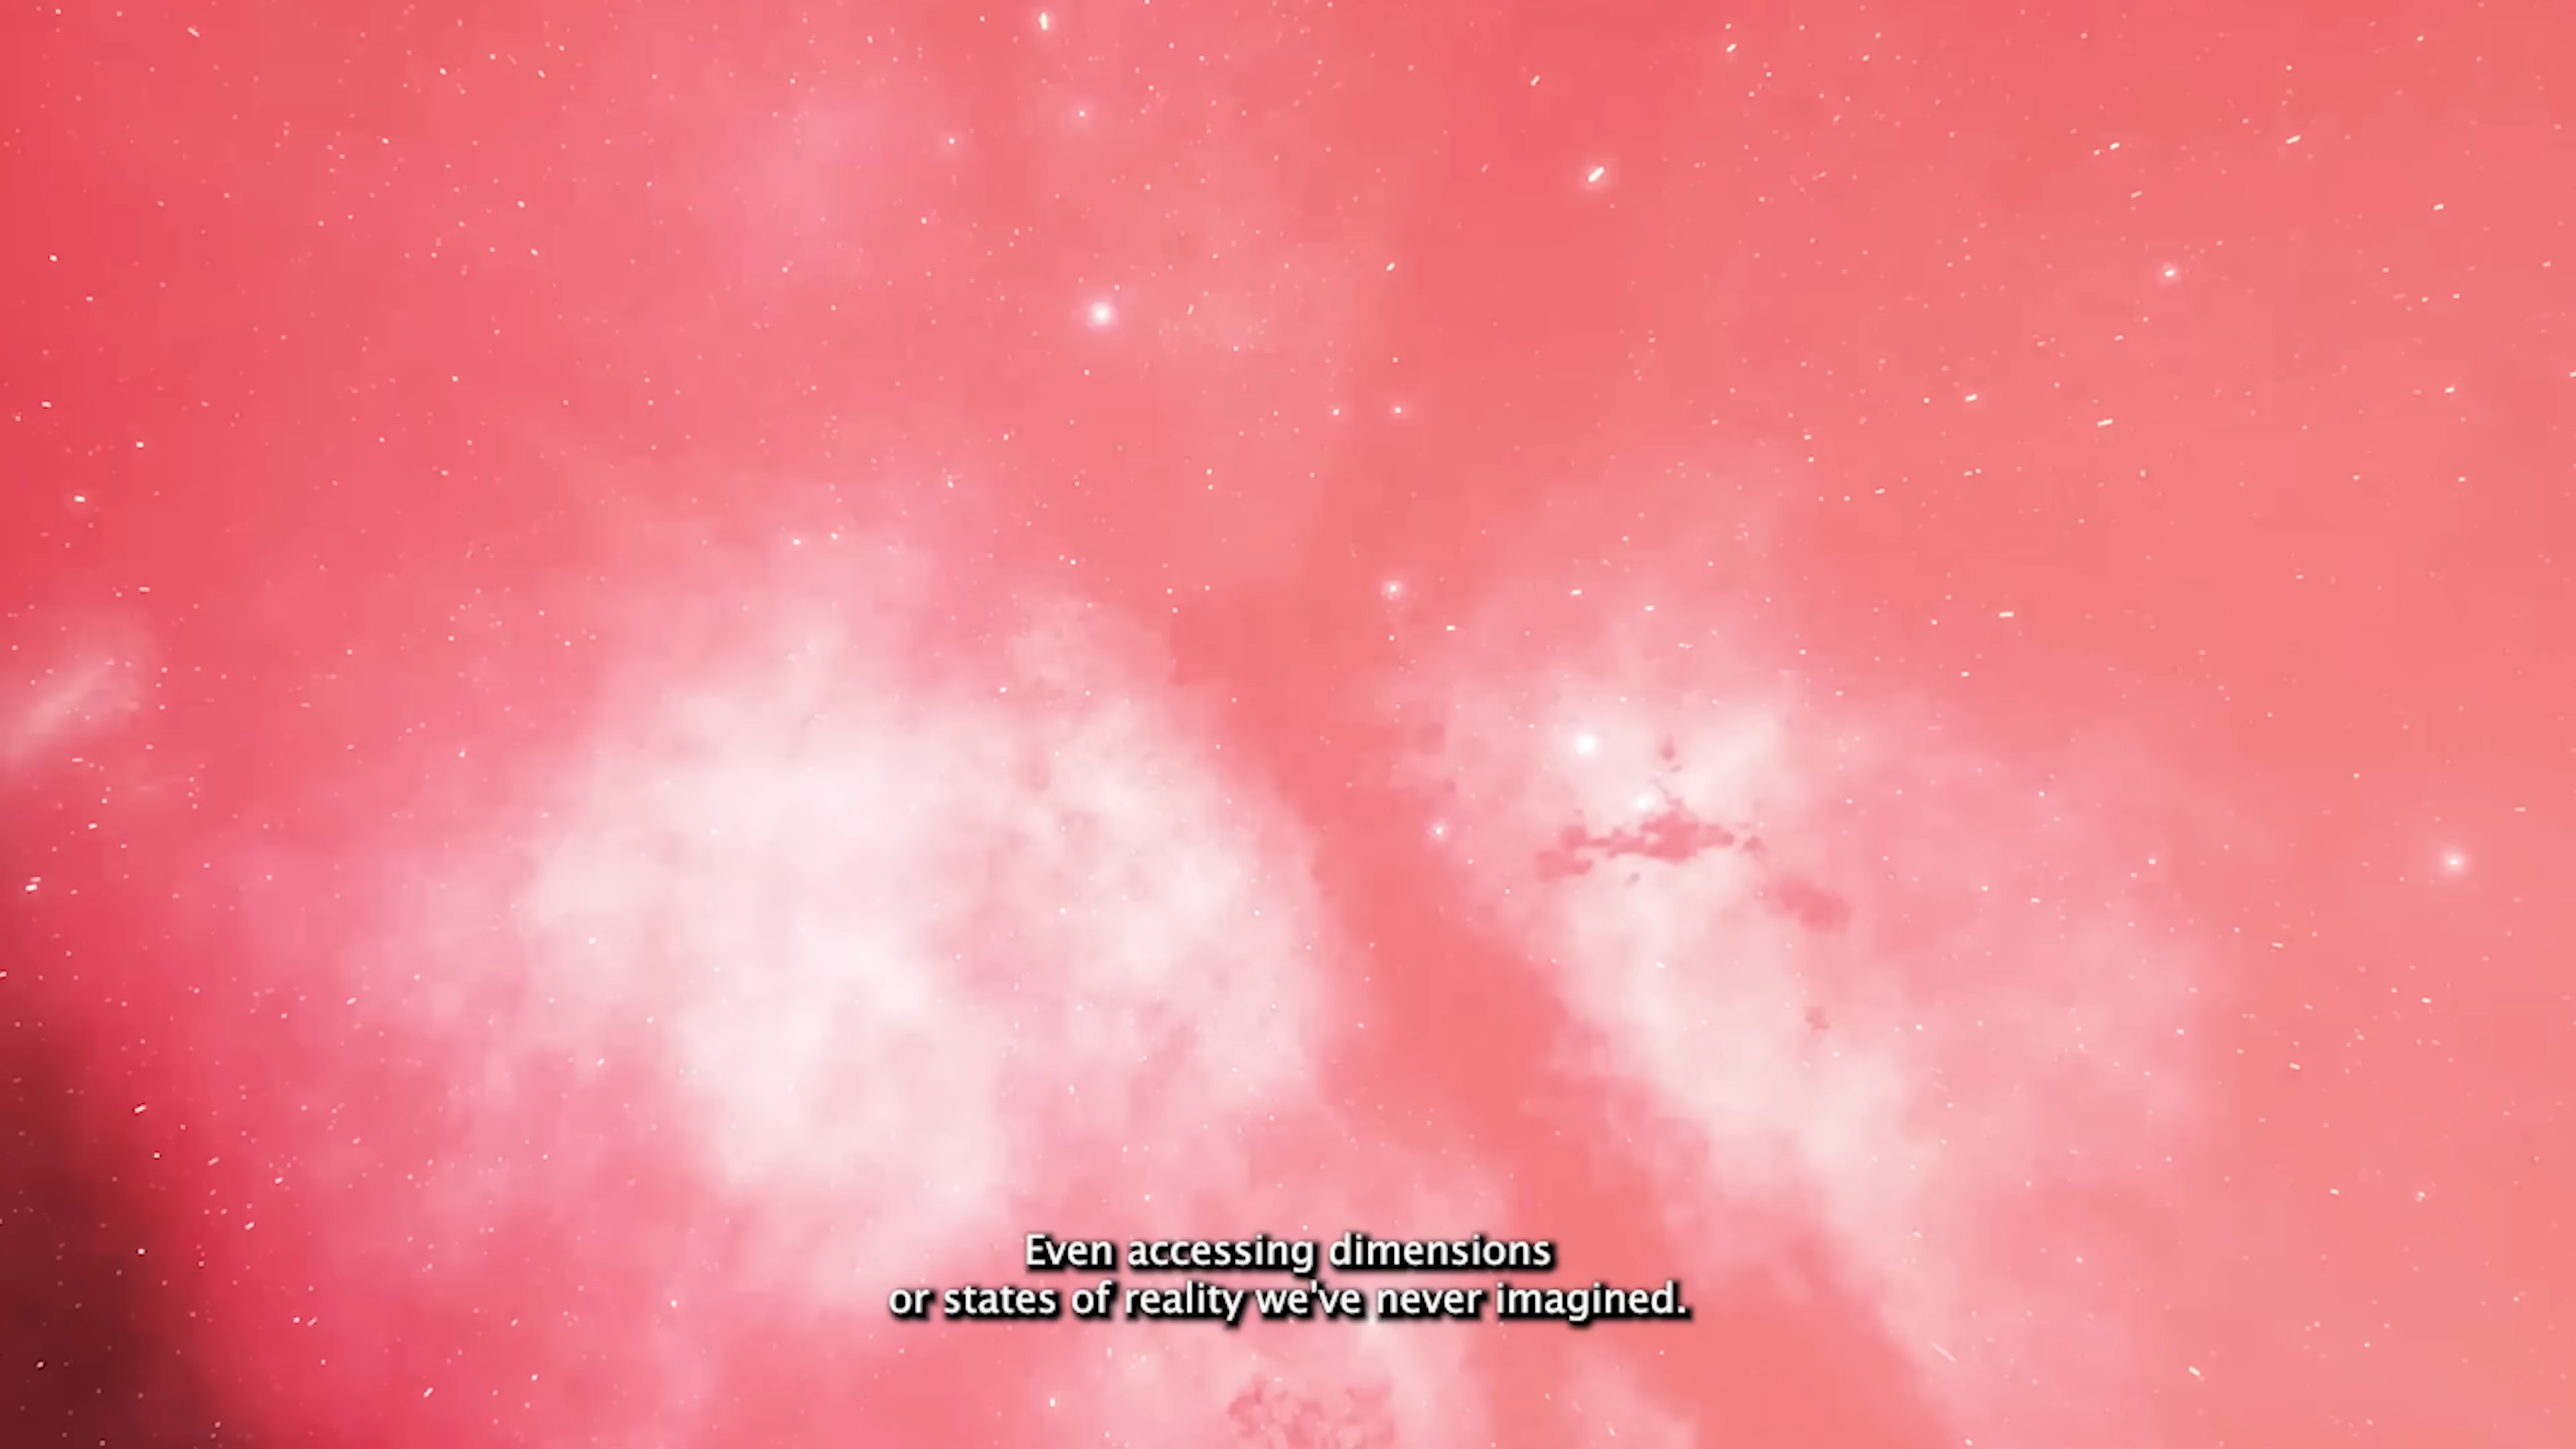 Even accessing dimensions
or states of reality we've never imagined.